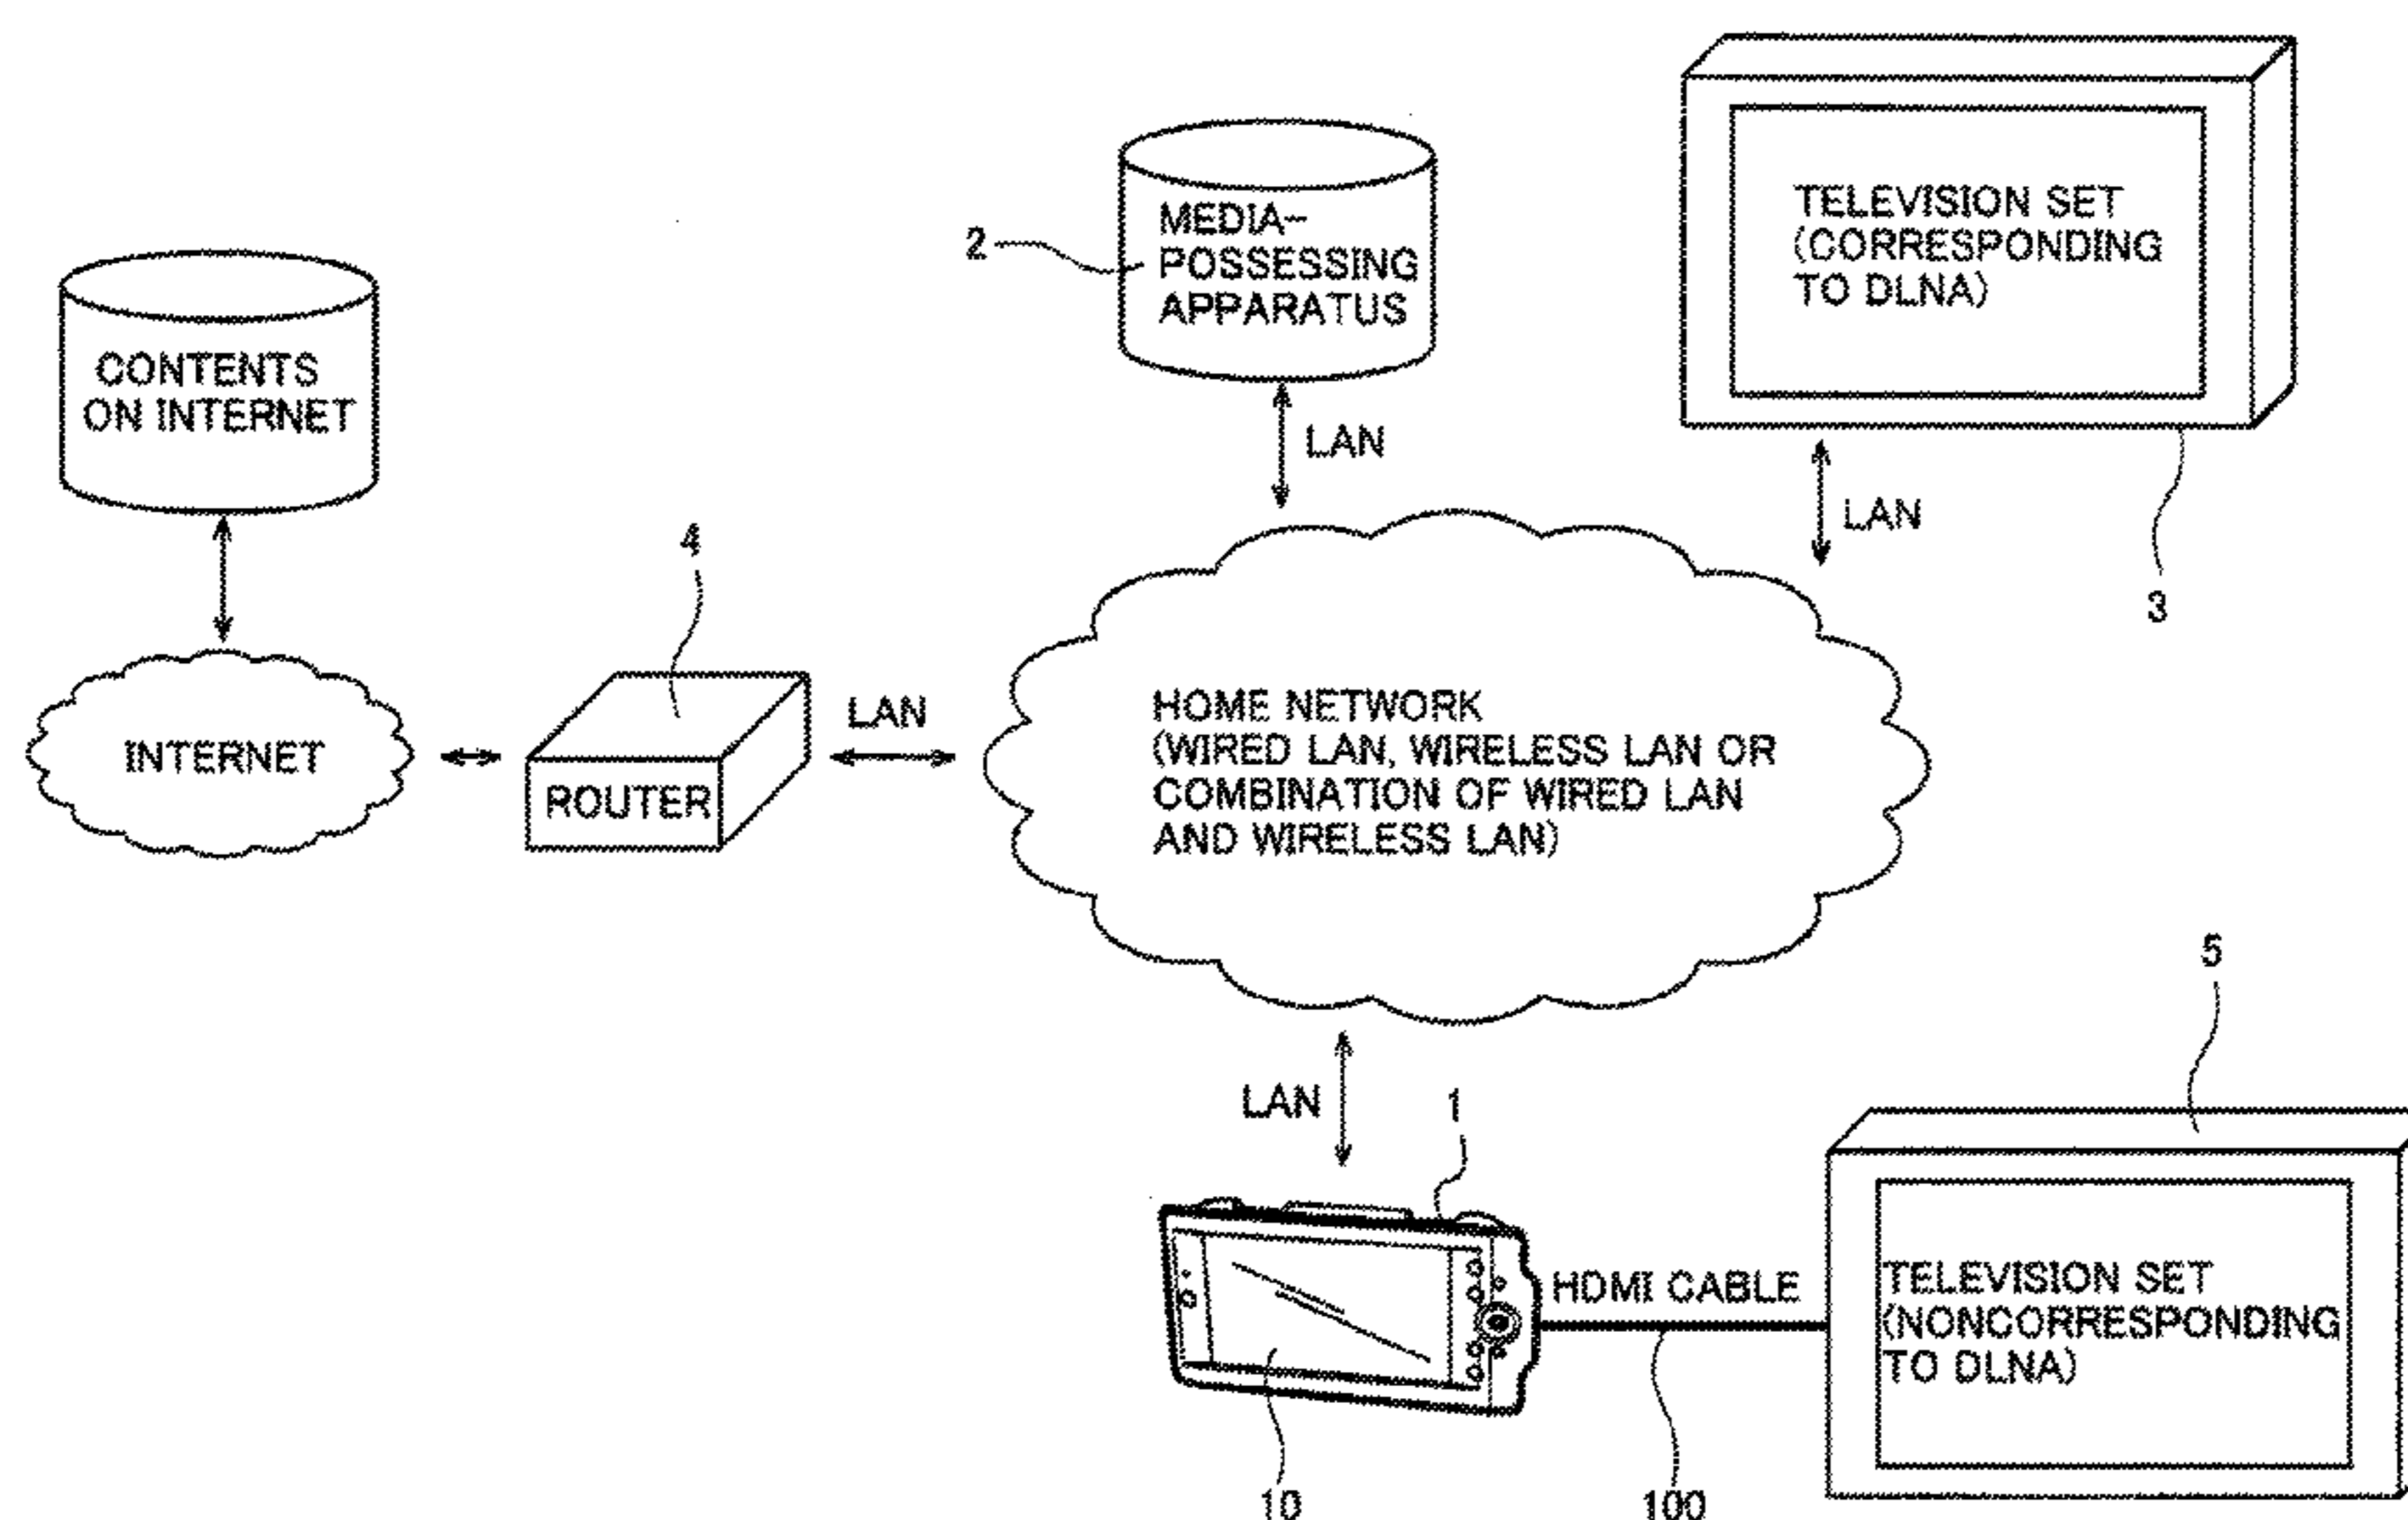 TELEVISION SET
(CORRESPONDING
TO DLNA)
3
LAN
2
MEDIA-
POSSESSING
APPARATUS
LAN
CONTENTS
ON INTERNET
INTERNET
4
ROUTER
LAN
HOME NETWORK
(WIRED LAN, WIRELESS LAN OR
COMBINATION OF WIRED LAN
AND WIRELESS LAN)
LAN
1
10
HDMI CABLE
100
5
TELEVISION SET
(NONCORRESPONDING
TO DLNA)